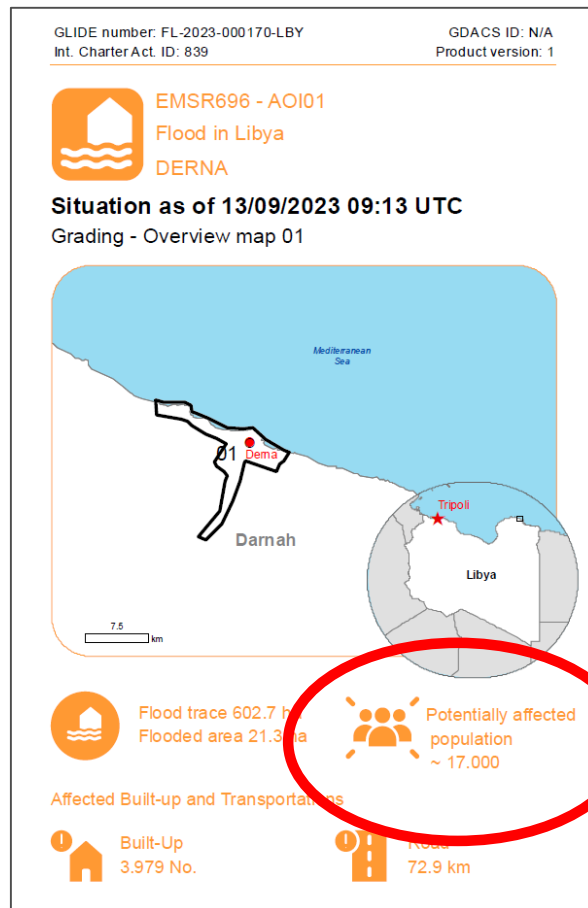 GLIDE number: FL-2023-000170-LBY
GDACS ID: N/A
Int. Charter Act. ID: 839
Product version: 1
EMSR696 - AOI01
Flood in Libya
DERNA
Situation as of 13/09/2023 09:13 UTC
Grading - Overview map 01
Mediterranean
Sea
01
Derna
Tripoli
Darnah
Libya
7.5
km
Flood trace 602.7 ha
Flooded area 21.3 ha
Potentially affected
population
~ 17.000
Affected Built-up and Transportations
Built-Up
3.979 No.
Road
72.9 km